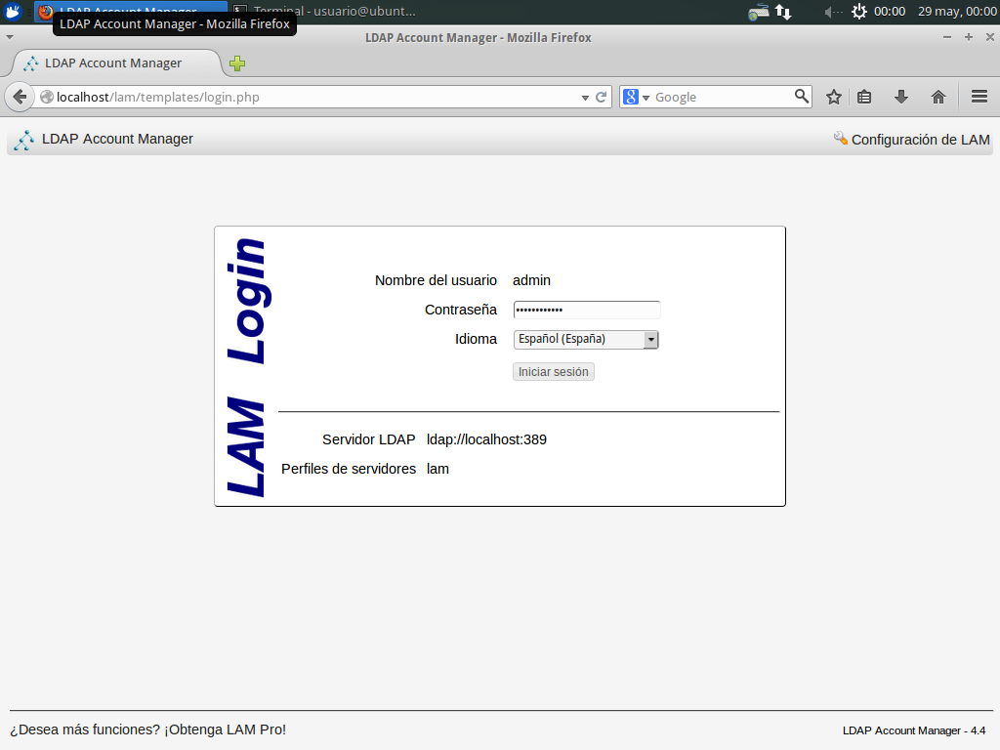 LDAP Account Manager
Terminal - usuario@ubunt...
00:00
29 may, 00:00
LDAP Account Manager - Mozilla Firefox
LDAP Account Manager - Mozilla Firefox
LDAP Account Manager
localhost/lam/templates/login.php
Google
LDAP Account Manager
Configuración de LAM
LAM Login
Nombre del usuario admin
Contraseña ••••••••••••
Idioma Español (España)
Iniciar sesión
Servidor LDAP ldap://localhost:389
Perfiles de servidores lam
¿Desea más funciones? ¡Obtenga LAM Pro!
LDAP Account Manager - 4.4